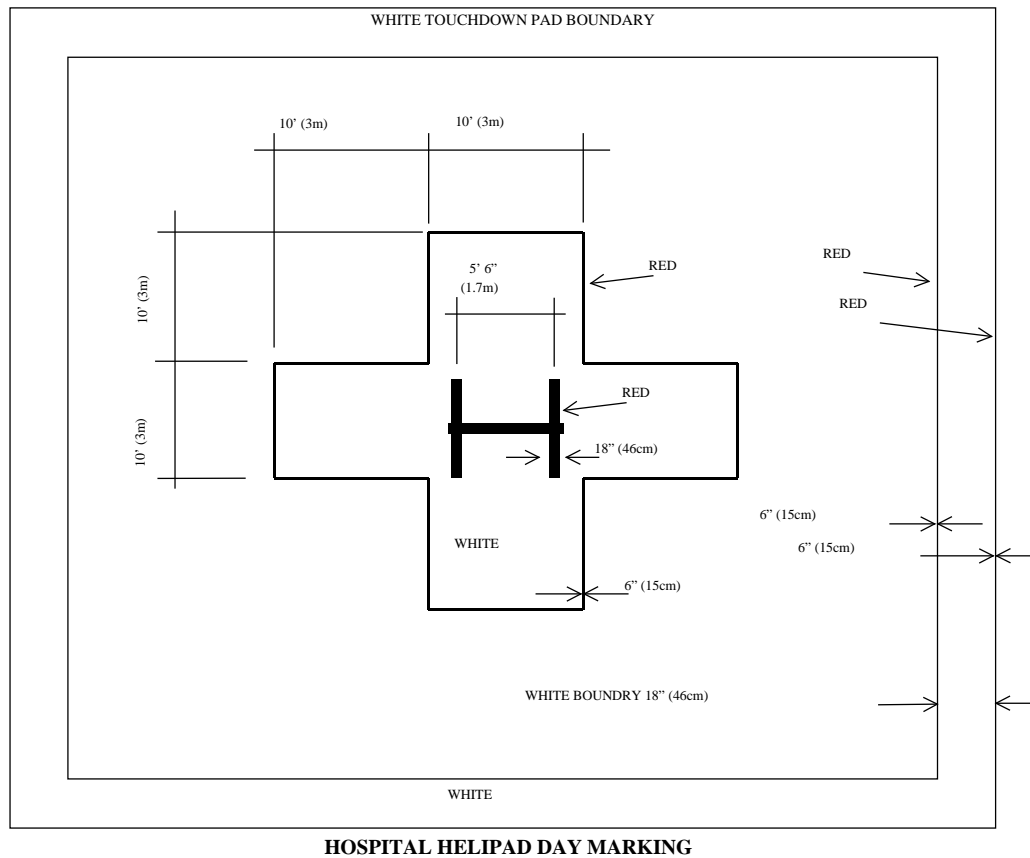 WHITE TOUCHDOWN PAD BOUNDARY
10’ (3m)
10’ (3m)
10’ (3m)
10’ (3m)
5’ 6”
(1.7m)
RED
RED
RED
RED
18” (46cm)
WHITE
6” (15cm)
6” (15cm)
6” (15cm)
WHITE BOUNDRY 18” (46cm)
WHITE
HOSPITAL HELIPAD DAY MARKING